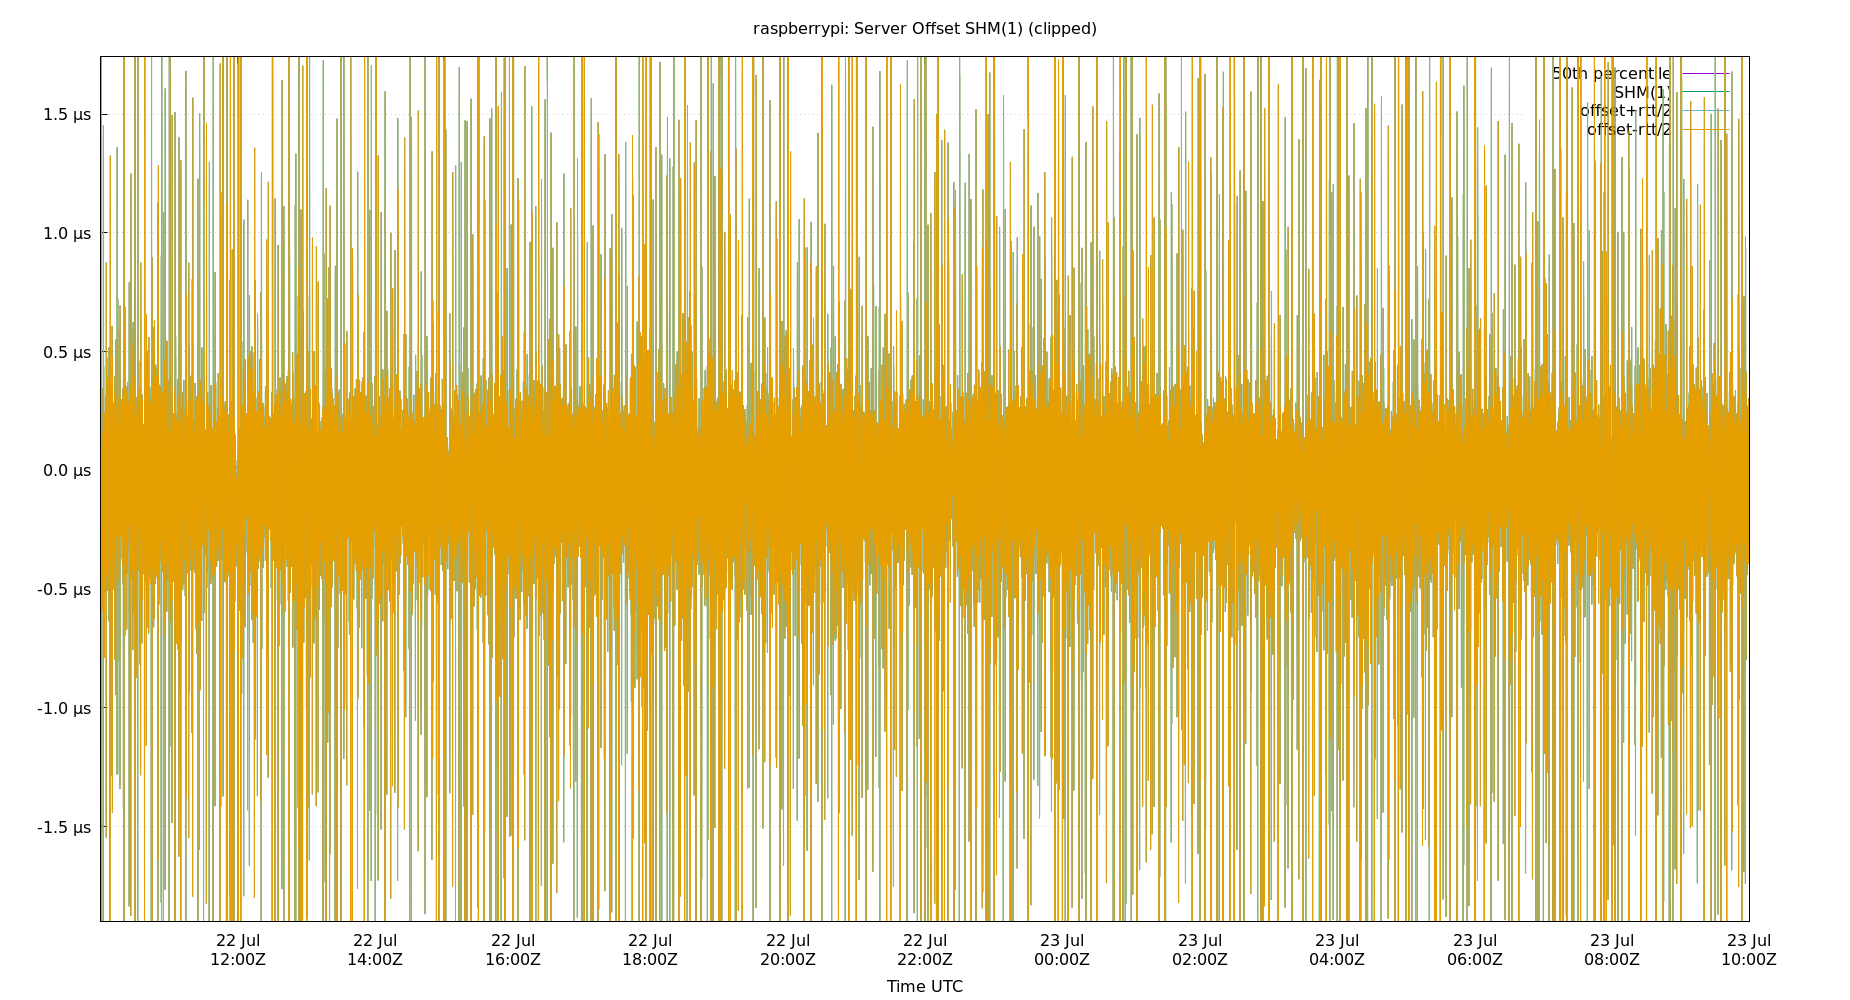 raspberrypi: Server Offset SHM(1) (clipped)
50th percentile
SHM(1)
offset+rtt/2
offset-rtt/2
1.5 µs
1.0 µs
0.5 µs
0.0 µs
-0.5 µs
-1.0 µs
-1.5 µs
22 Jul 22 Jul 22 Jul 22 Jul 22 Jul 22 Jul 23 Jul 23 Jul 23 Jul 23 Jul 23 Jul 23 Jul
12:00Z 14:00Z 16:00Z 18:00Z 20:00Z 22:00Z 00:00Z 02:00Z 04:00Z 06:00Z 08:00Z 10:00Z
Time UTC